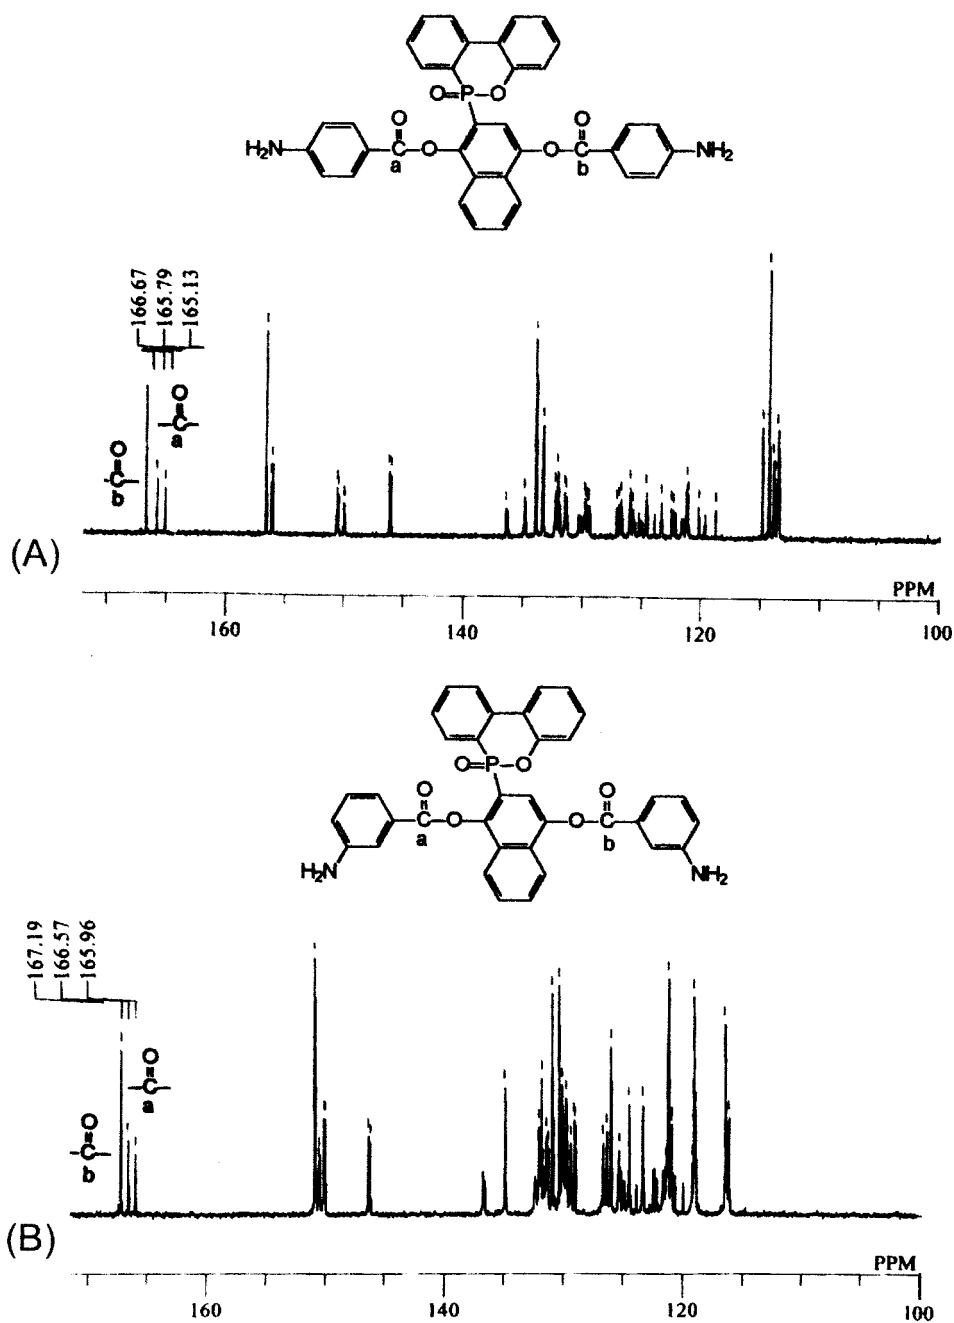 O=P-O
O
O
H₂N
C
O
O
C
NH₂
a
b
166.67
165.79
165.13
C=O
a
C=O
b
(A)
PPM
160
140
120
100
O=P-O
O
O
C
O
O
C
a
b
H₂N
NH₂
167.19
166.57
165.96
C=O
a
C=O
b
(B)
PPM
160
140
120
100